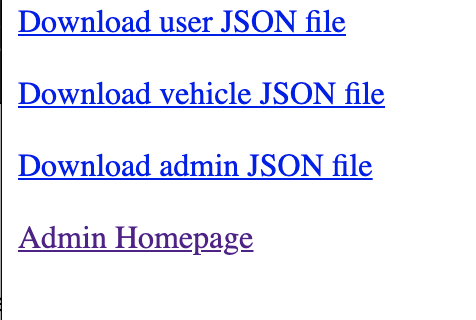 Download user JSON file
Download vehicle JSON file
Download admin JSON file
Admin Homepage